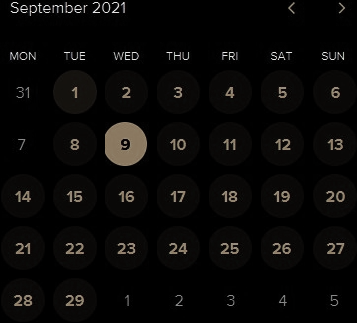 September 2021
MON TUE WED THU FRI SAT SUN
31 1 2 3 4 5 6
7 8 9 10 11 12 13
14 15 16 17 18 19 20
21 22 23 24 25 26 27
28 29 1 2 3 4 5